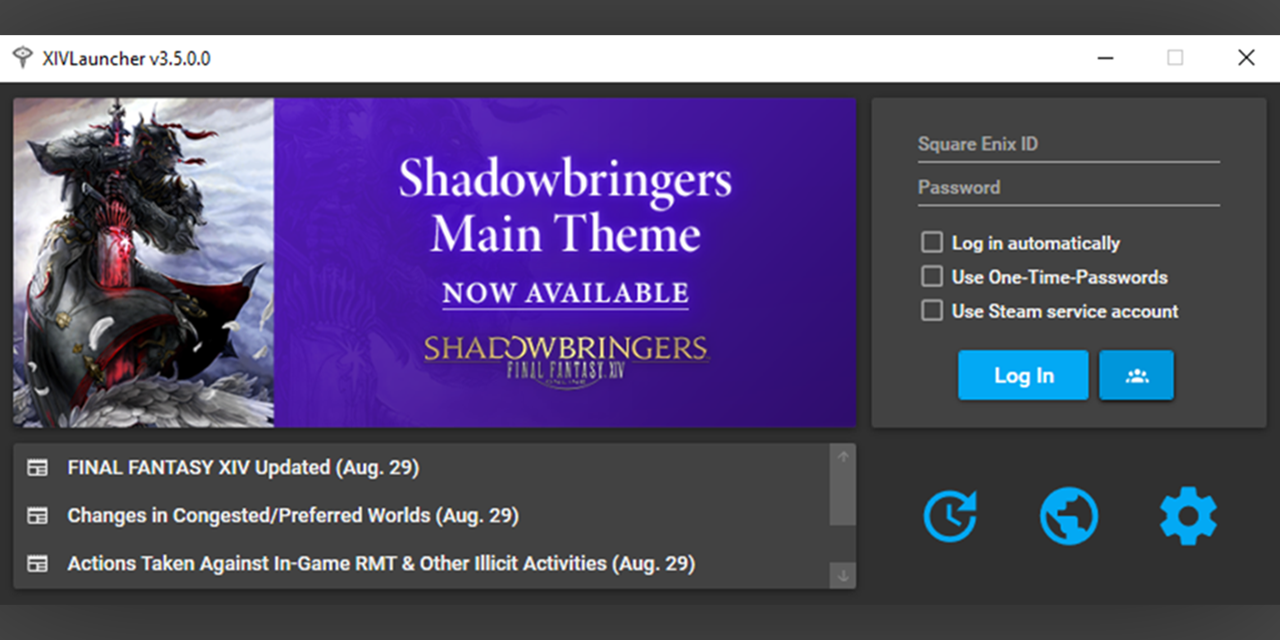 XIVLauncher v3.5.0.0
Shadowbringers
Main Theme
NOW AVAILABLE
SHADOWBRINGERS
FINAL FANTASY XIV
Square Enix ID
Password
Log in automatically
Use One-Time-Passwords
Use Steam service account
Log In
FINAL FANTASY XIV Updated (Aug. 29)
Changes in Congested/Preferred Worlds (Aug. 29)
Actions Taken Against In-Game RMT & Other Illicit Activities (Aug. 29)